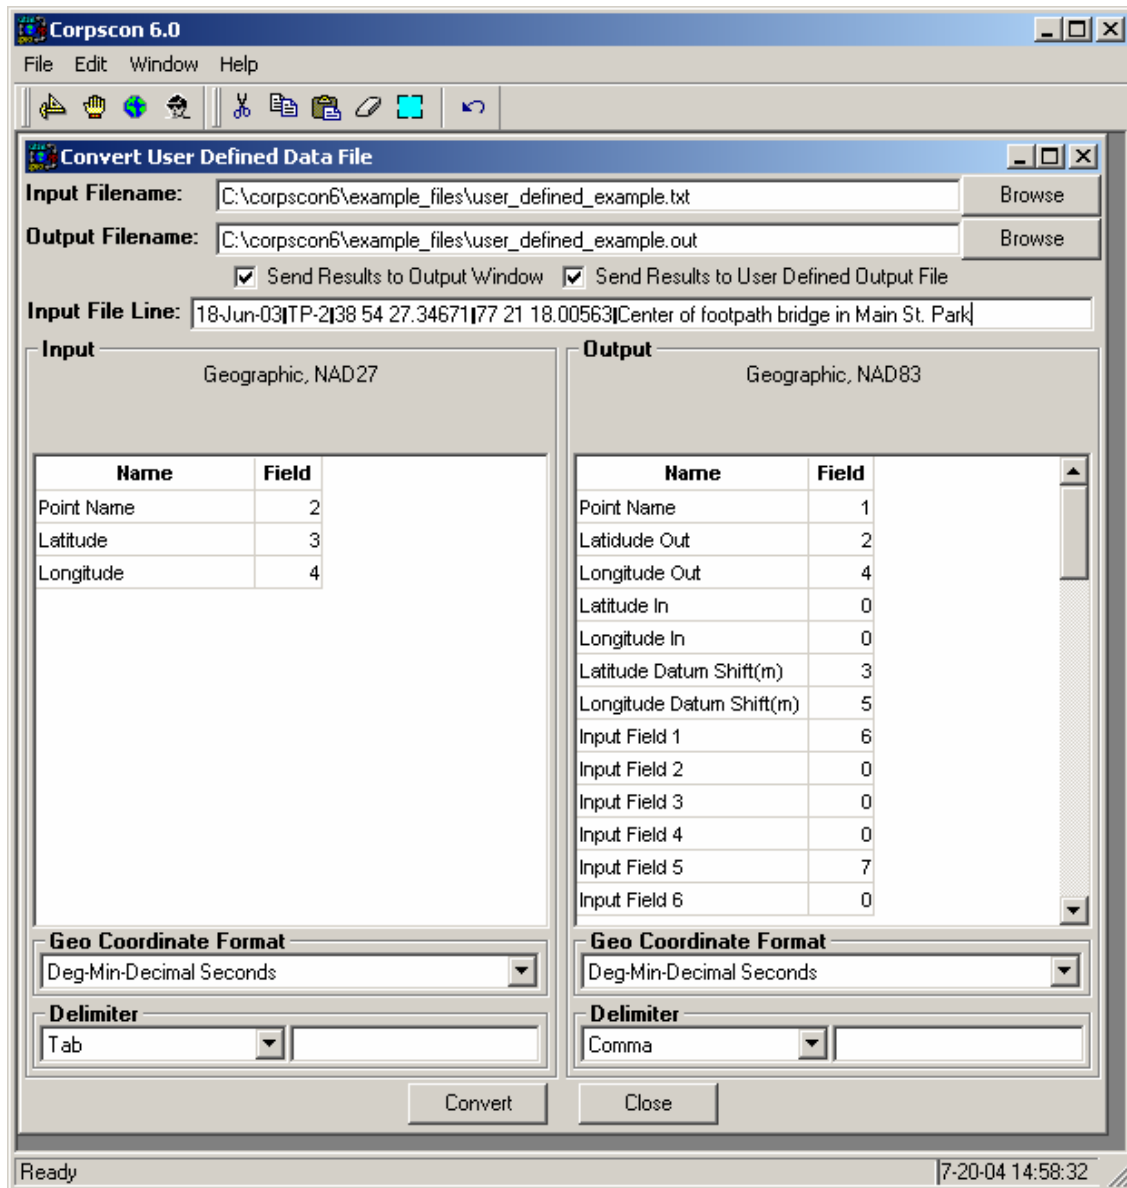 Corpscon 6.0
File Edit Window Help
Convert User Defined Data File
Input Filename: C:\corpscon6\example_files\user_defined_example.txt Browse
Output Filename: C:\corpscon6\example_files\user_defined_example.out Browse
Send Results to Output Window Send Results to User Defined Output File
Input File Line: 18-Jun-03|TP-2|38 54 27.34671|77 21 18.00563|Center of footpath bridge in Main St. Park
Input
Geographic, NAD27
Name Field
Point Name 2
Latitude 3
Longitude 4
Geo Coordinate Format
Deg-Min-Decimal Seconds
Delimiter
Tab
Output
Geographic, NAD83
Name Field
Point Name 1
Latidude Out 2
Longitude Out 4
Latitude In 0
Longitude In 0
Latitude Datum Shift(m) 3
Longitude Datum Shift(m) 5
Input Field 1 6
Input Field 2 0
Input Field 3 0
Input Field 4 0
Input Field 5 7
Input Field 6 0
Geo Coordinate Format
Deg-Min-Decimal Seconds
Delimiter
Comma
Convert Close
Ready 7-20-04 14:58:32